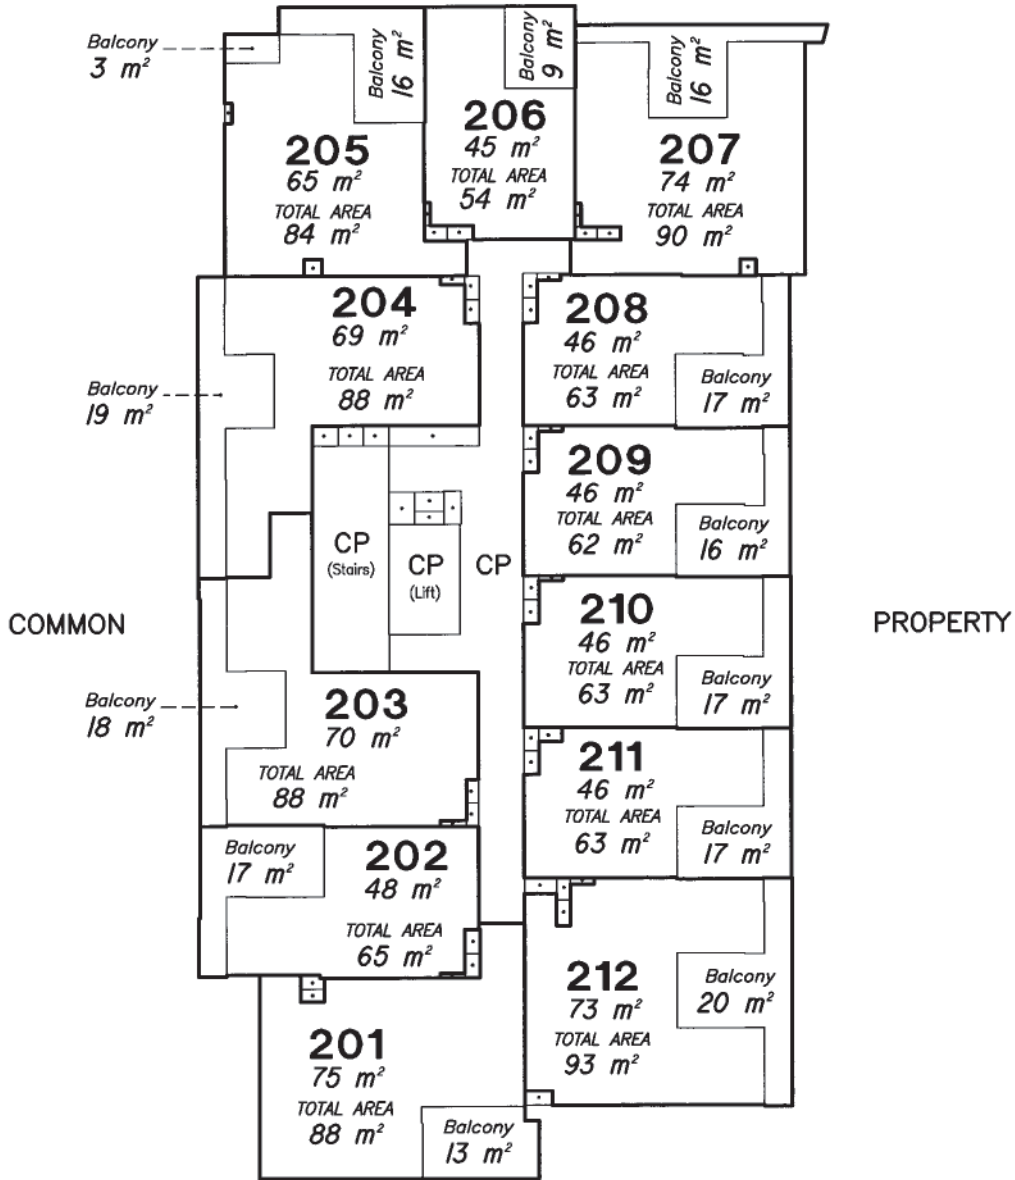 Balcony
3 m²
Balcony
16 m²
205
65 m²
TOTAL AREA
84 m²
Balcony
9 m²
206
45 m²
TOTAL AREA
54 m²
Balcony
16 m²
207
74 m²
TOTAL AREA
90 m²
204
69 m²
TOTAL AREA
88 m²
Balcony
19 m²
208
46 m²
TOTAL AREA
63 m²
Balcony
17 m²
209
46 m²
TOTAL AREA
62 m²
Balcony
16 m²
CP
(Stairs)
CP
(Lift)
CP
COMMON
PROPERTY
210
46 m²
TOTAL AREA
63 m²
Balcony
17 m²
Balcony
18 m²
203
70 m²
TOTAL AREA
88 m²
211
46 m²
TOTAL AREA
63 m²
Balcony
17 m²
Balcony
17 m²
202
48 m²
TOTAL AREA
65 m²
212
73 m²
TOTAL AREA
93 m²
Balcony
20 m²
201
75 m²
TOTAL AREA
88 m²
Balcony
13 m²